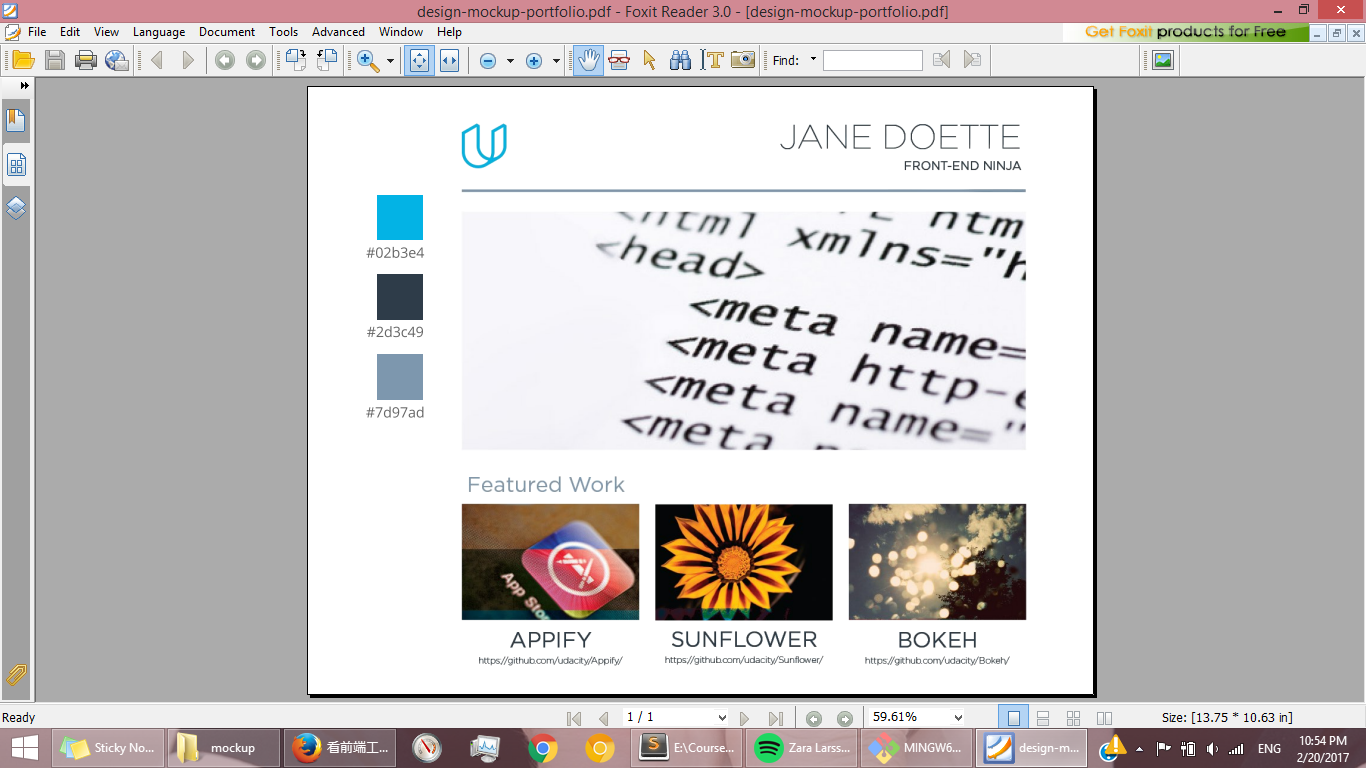 design-mockup-portfolio.pdf - Foxit Reader 3.0 - [design-mockup-portfolio.pdf]
File Edit View Language Document Tools Advanced Window Help
Get Foxit products for Free
Find:
JANE DOETTE
FRONT-END NINJA
#02b3e4
#2d3c49
#7d97ad
<html
htm
<head> xmlns="h
<meta name=
<meta http-e
<meta name="
<meta
Featured Work
App Sto
APPIFY SUNFLOWER BOKEH
https://github.com/udacity/Appify/ https://github.com/udacity/Sunflower/ https://github.com/udacity/Bokeh/
Ready 1 / 1 59.61% Size: [13.75 * 10.63 in]
Sticky No... mockup 看前端工... E:\Course... Zara Larss... MINGW6... design-m... ENG 10:54 PM
2/20/2017